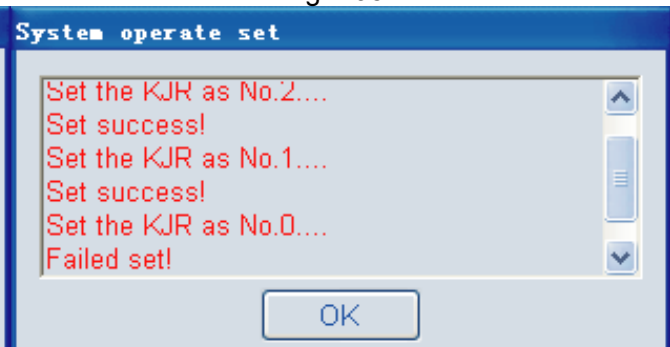 System operate set
Set the KJR as No.2....
Set success!
Set the KJR as No.1....
Set success!
Set the KJR as No.0....
Failed set!
OK